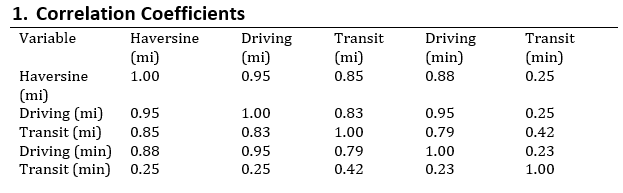 1. Correlation Coefficients
Variable Haversine Driving Transit Driving Transit
(mi) (mi) (mi) (min) (min)
Haversine 1.00 0.95 0.85 0.88 0.25
(mi)
Driving (mi) 0.95 1.00 0.83 0.95 0.25
Transit (mi) 0.85 0.83 1.00 0.79 0.42
Driving (min) 0.88 0.95 0.79 1.00 0.23
Transit (min) 0.25 0.25 0.42 0.23 1.00